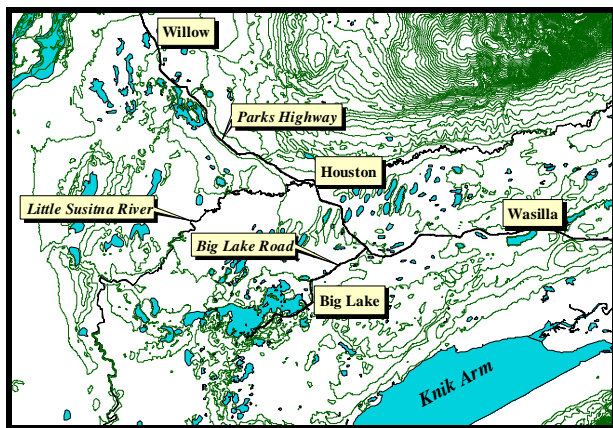 Willow
Parks Highway
Houston
Little Susitna River
Wasilla
Big Lake Road
Big Lake
Knik Arm